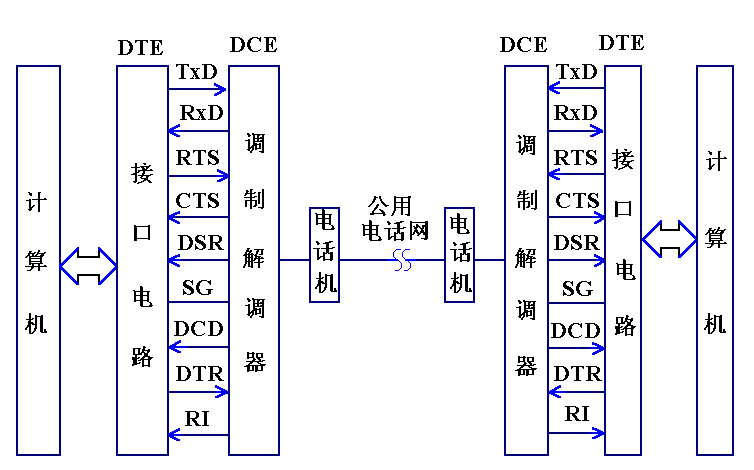 DTE
DCE
DCE
DTE
计算机
接口电路
TxD
RxD
RTS
CTS
DSR
SG
DCD
DTR
RI
调制解调器
电话机
公用
电话网
电话机
调制解调器
TxD
RxD
RTS
CTS
DSR
SG
DCD
DTR
RI
接口电路
计算机